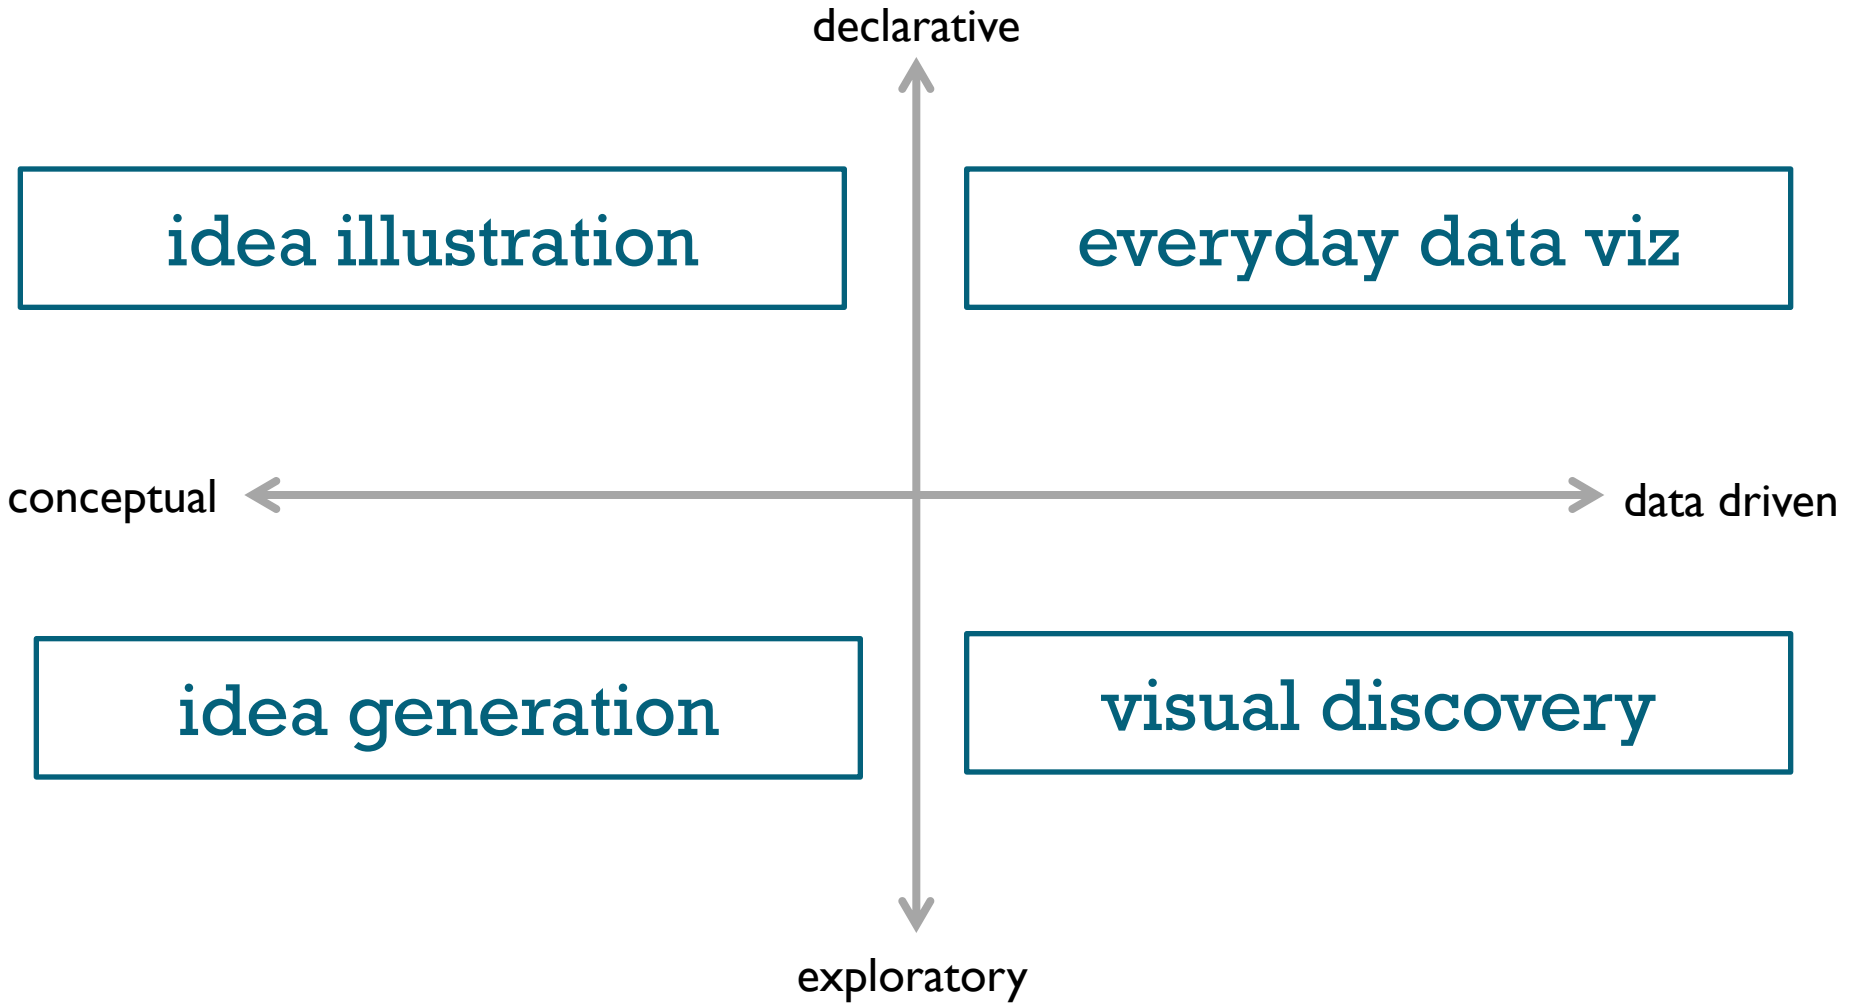 declarative
idea illustration
everyday data viz
conceptual
data driven
idea generation
visual discovery
exploratory